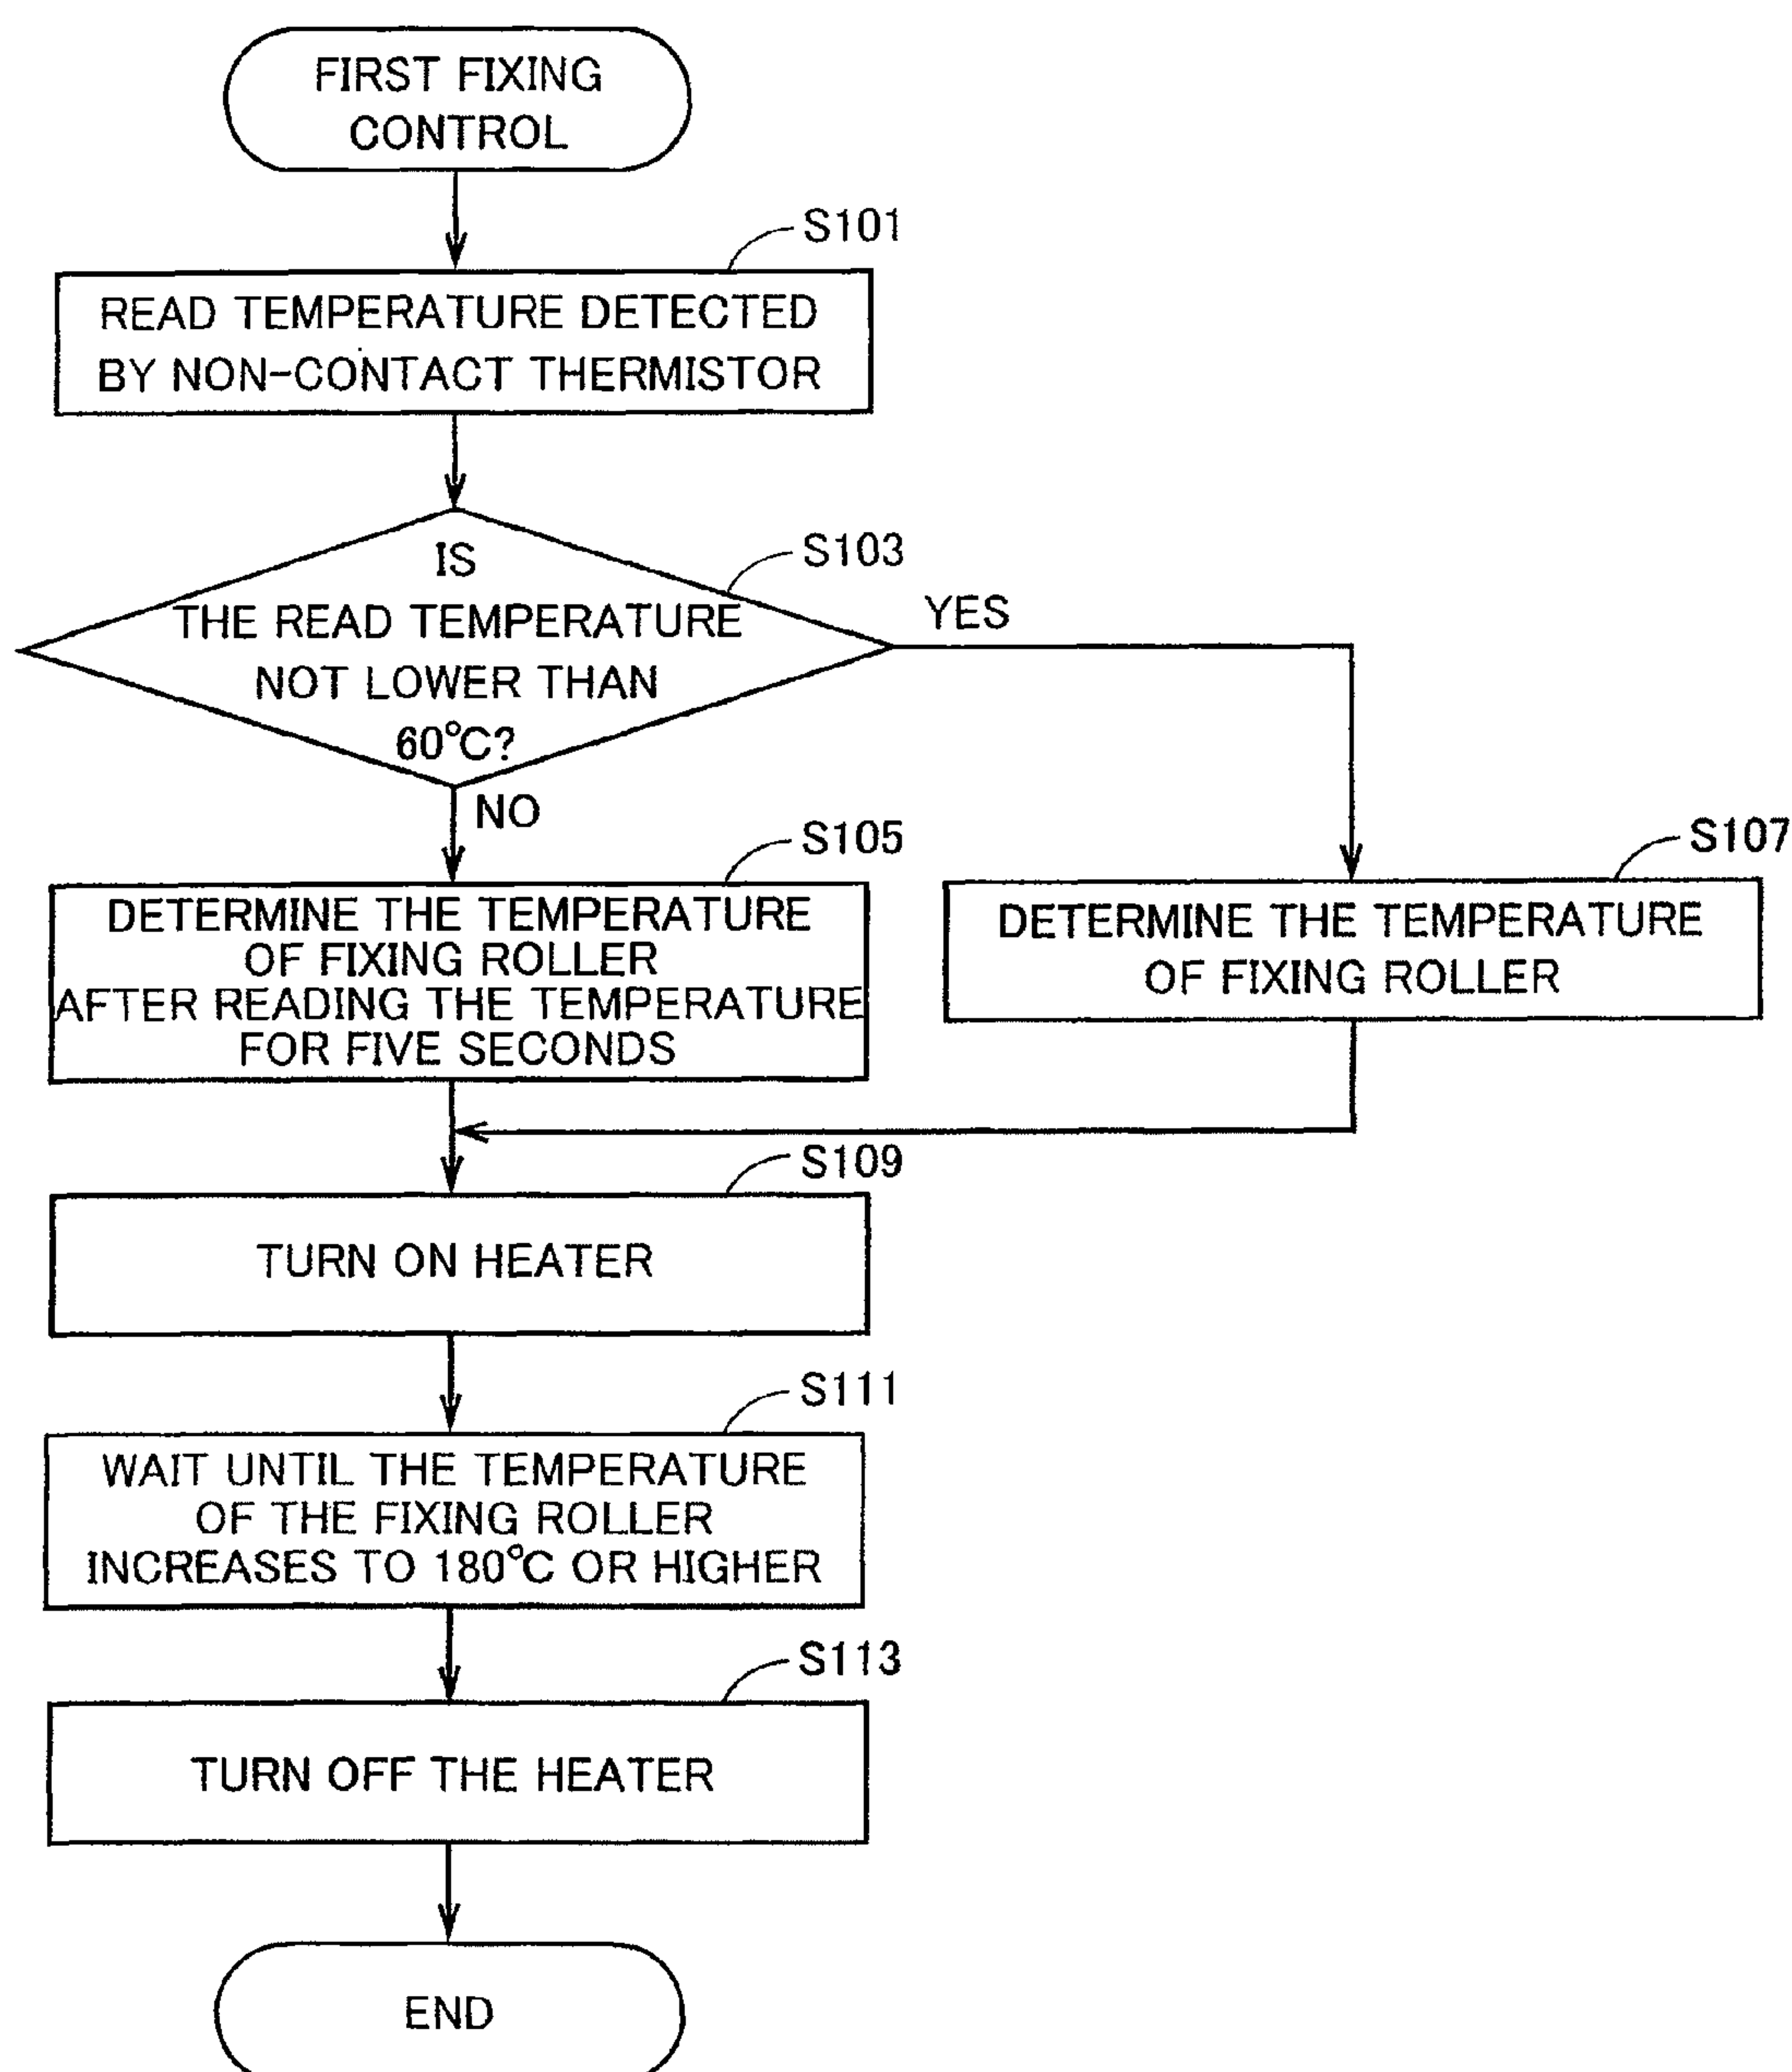 FIRST FIXING
CONTROL
S101
READ TEMPERATURE DETECTED
BY NON-CONTACT THERMISTOR
S103
IS
THE READ TEMPERATURE
NOT LOWER THAN
60°C?
YES
NO
S105
DETERMINE THE TEMPERATURE
OF FIXING ROLLER
AFTER READING THE TEMPERATURE
FOR FIVE SECONDS
S107
DETERMINE THE TEMPERATURE
OF FIXING ROLLER
S109
TURN ON HEATER
S111
WAIT UNTIL THE TEMPERATURE
OF THE FIXING ROLLER
INCREASES TO 180°C OR HIGHER
S113
TURN OFF THE HEATER
END